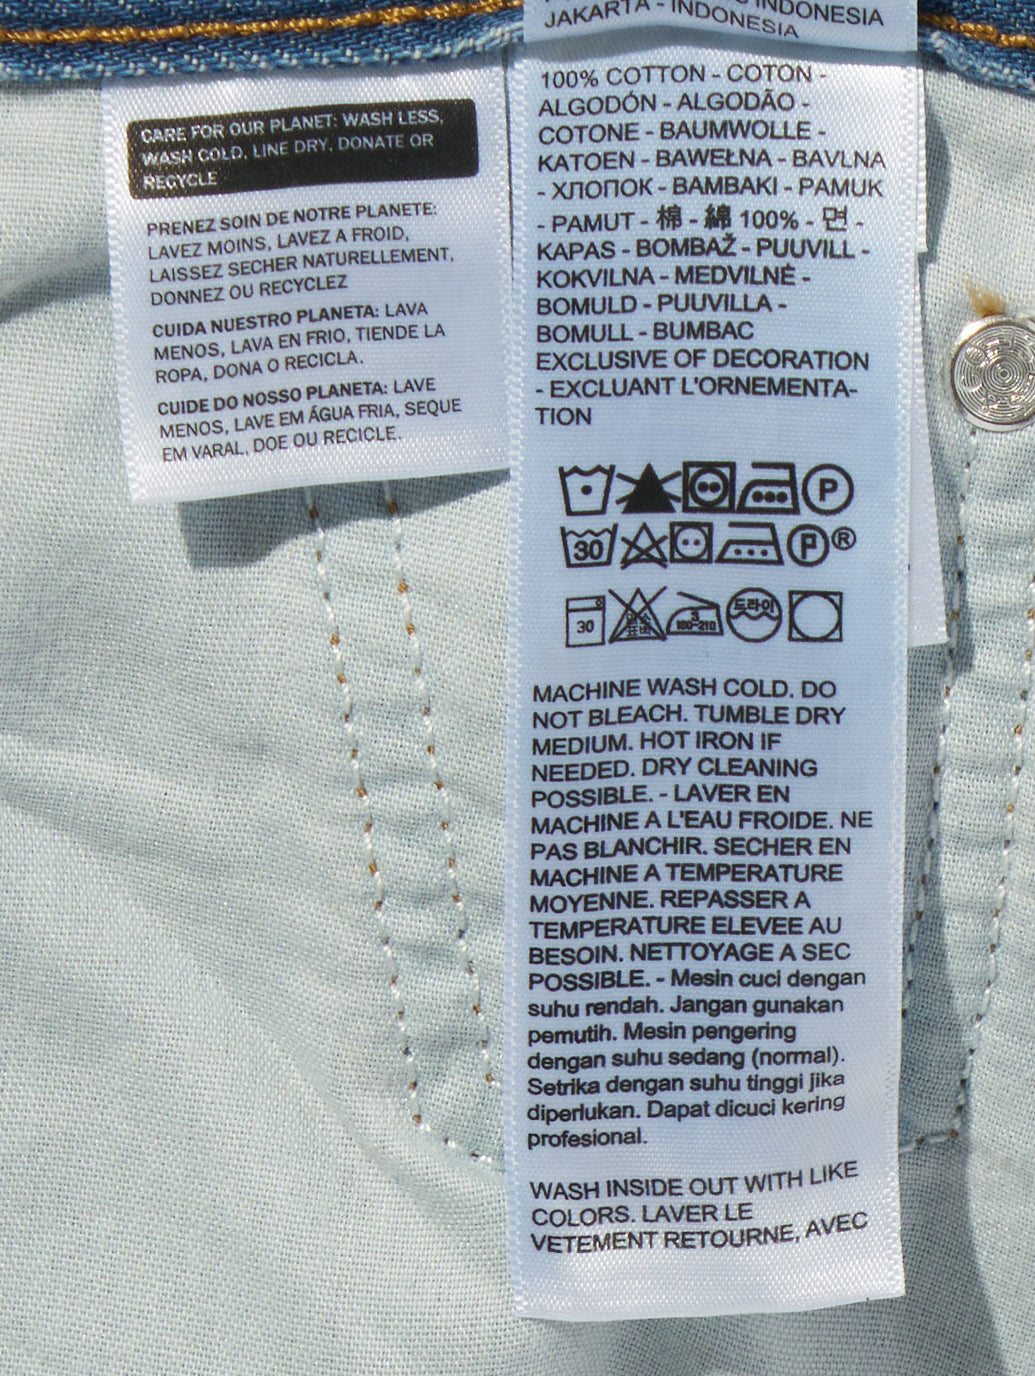 CARE FOR OUR PLANET: WASH LESS,
WASH COLD, LINE DRY, DONATE OR
RECYCLE
PRENEZ SOIN DE NOTRE PLANETE:
LAVEZ MOINS, LAVEZ A FROID,
LAISSEZ SECHER NATURELLEMENT,
DONNEZ OU RECYCLEZ
CUIDA NUESTRO PLANETA: LAVA
MENOS, LAVA EN FRIO, TIENDE LA
ROPA, DONA O RECICLA.
CUIDE DO NOSSO PLANETA: LAVE
MENOS, LAVE EM ÁGUA FRIA, SEQUE
EM VARAL, DOE OU RECICLE.
INDONESIA
JAKARTA - INDONESIA
100% COTTON - COTON -
ALGODÓN - ALGODÃO -
COTONE - BAUMWOLLE -
KATOEN - BAWEŁNA - BAVLNA
- ХЛОПОК - BAMBAKI - PAMUK
- PAMUT - 棉 - 綿 100% - 면 -
KAPAS - BOMBAŽ - PUUVILL -
KOKVILNA - MEDVILNĖ -
BOMULD - PUUVILLA -
BOMULL - BUMBAC
EXCLUSIVE OF DECORATION
- EXCLUANT L'ORNEMENTA-
TION
P
30 P®
30 3 180-210 드라이
MACHINE WASH COLD. DO
NOT BLEACH. TUMBLE DRY
MEDIUM. HOT IRON IF
NEEDED. DRY CLEANING
POSSIBLE. - LAVER EN
MACHINE A L'EAU FROIDE. NE
PAS BLANCHIR. SECHER EN
MACHINE A TEMPERATURE
MOYENNE. REPASSER A
TEMPERATURE ELEVEE AU
BESOIN. NETTOYAGE A SEC
POSSIBLE. - Mesin cuci dengan
suhu rendah. Jangan gunakan
pemutih. Mesin pengering
dengan suhu sedang (normal).
Setrika dengan suhu tinggi jika
diperlukan. Dapat dicuci kering
profesional.
WASH INSIDE OUT WITH LIKE
COLORS. LAVER LE
VETEMENT RETOURNE, AVEC